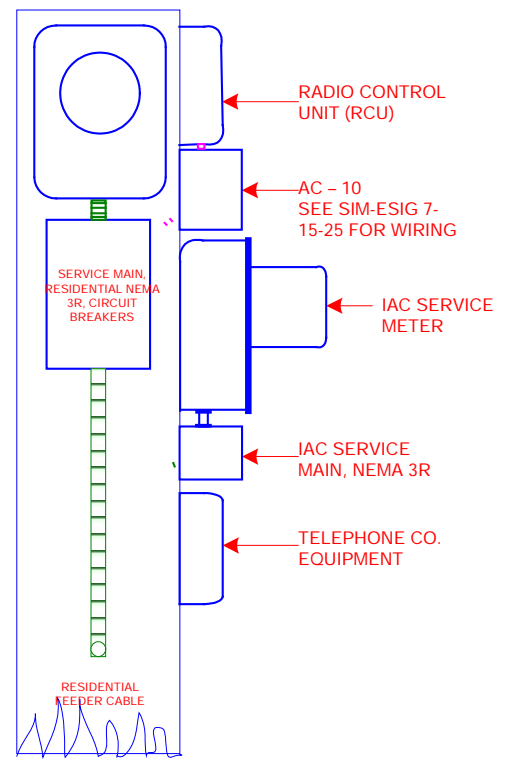 RADIO CONTROL
UNIT (RCU)
AC – 10
SEE SIM-ESIG 7-
15-25 FOR WIRING
SERVICE MAIN,
RESIDENTIAL NEMA
3R, CIRCUIT
BREAKERS
IAC SERVICE
METER
IAC SERVICE
MAIN, NEMA 3R
TELEPHONE CO.
EQUIPMENT
RESIDENTIAL
FEEDER CABLE